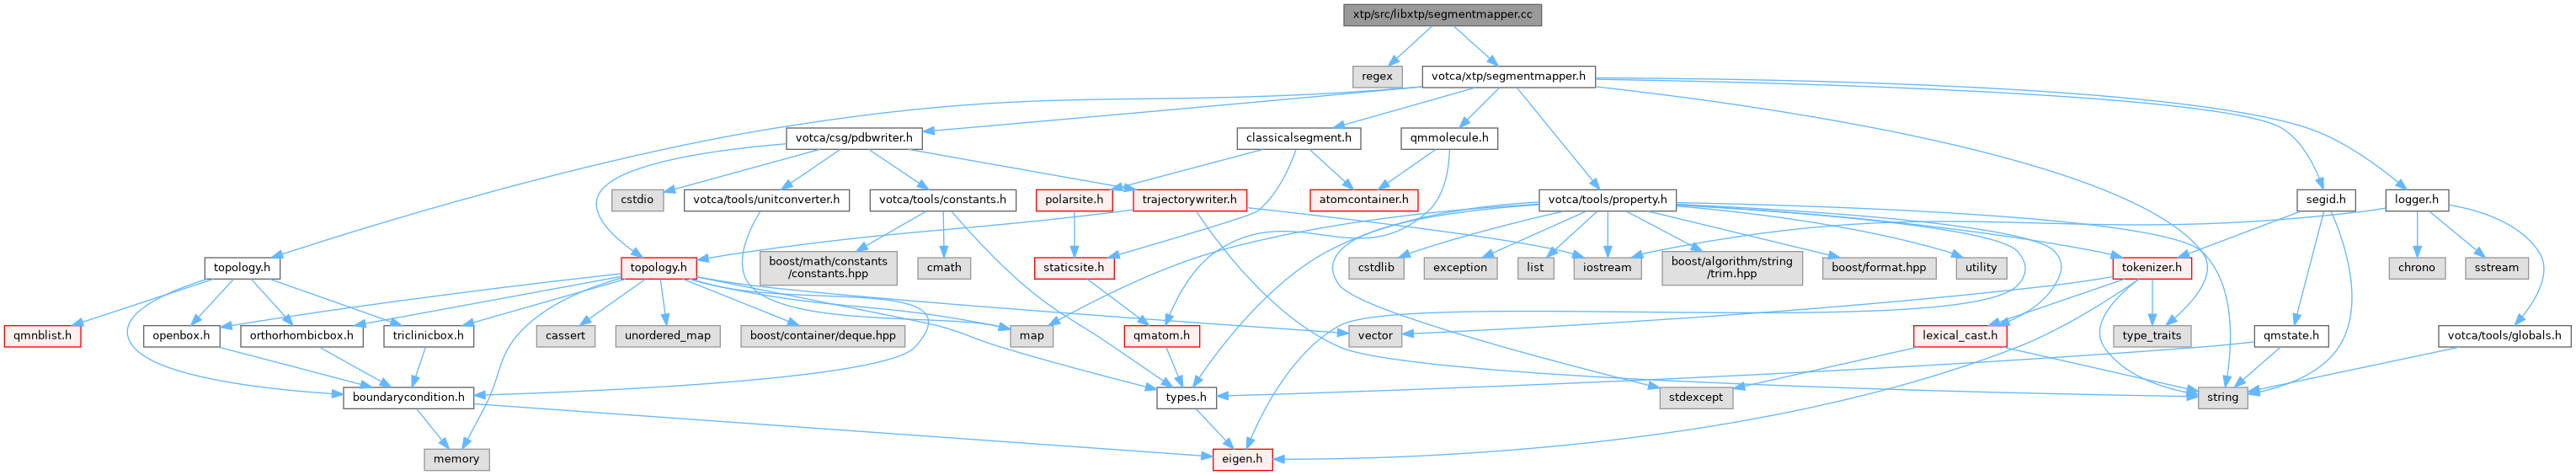 xtp/src/libxtp/segmentmapper.cc
regex
votca/xtp/segmentmapper.h
votca/csg/pdbwriter.h
classicalsegment.h
qmmolecule.h
cstdio
votca/tools/unitconverter.h
votca/tools/constants.h
polarsite.h
trajectorywriter.h
atomcontainer.h
votca/tools/property.h
segid.h
logger.h
topology.h
topology.h
boost/math/constants
/constants.hpp
cmath
staticsite.h
cstdlib
exception
list
iostream
boost/algorithm/string
/trim.hpp
boost/format.hpp
utility
tokenizer.h
chrono
sstream
qmnblist.h
openbox.h
orthorhombicbox.h
triclinicbox.h
cassert
unordered_map
boost/container/deque.hpp
map
qmatom.h
vector
lexical_cast.h
type_traits
qmstate.h
votca/tools/globals.h
boundarycondition.h
types.h
stdexcept
string
memory
eigen.h